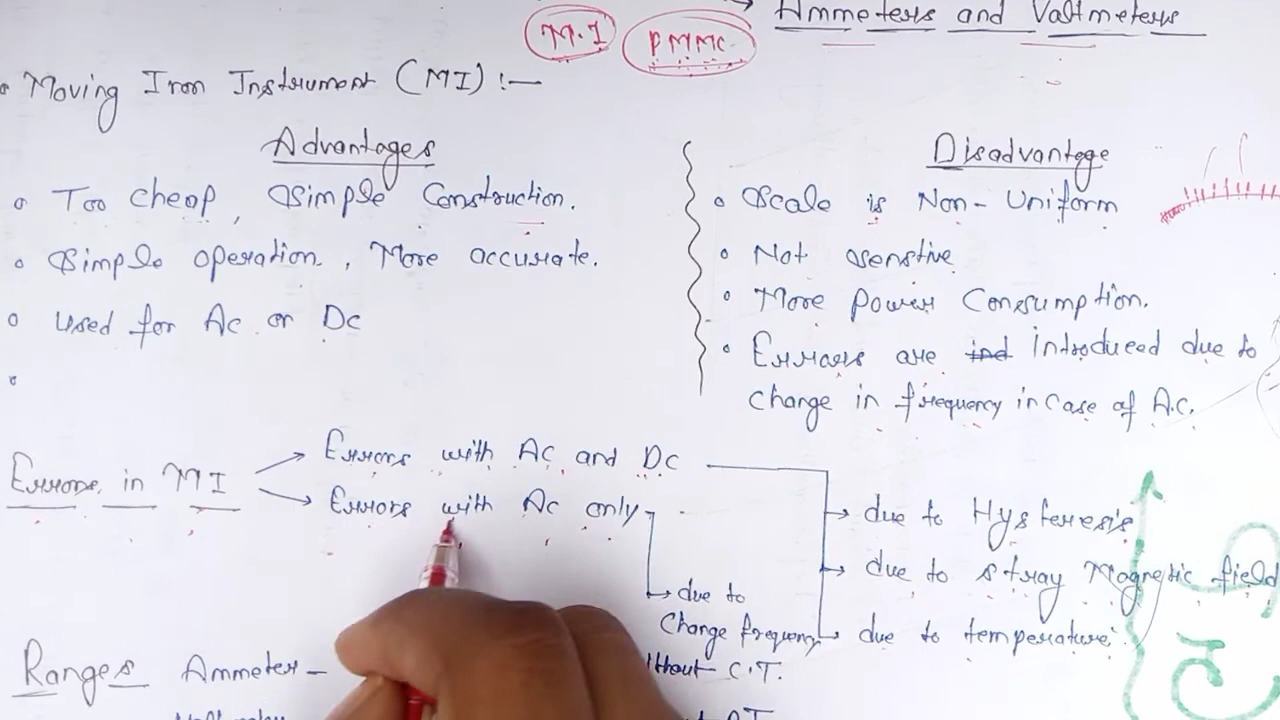 Ammeters and Valtmeters
M.I PMMC
Moving Iron Instrument (MI) :-
Advantages
Too cheap, Simple Construction.
Simple operation, More accurate.
Used for Ac or Dc
Disadvantage
Scale is Non-Uniform
Not senstive
More power Consumption.
Errors are ind introduced due to
change in frequency in case of A.C.
Errors in MI
Errors with Ac and Dc
Errors with Ac only
due to Hysteresis
due to stray Magnetic field
due to temperature.
due to
Change frequency
Ranges Ammeter -
C.T.